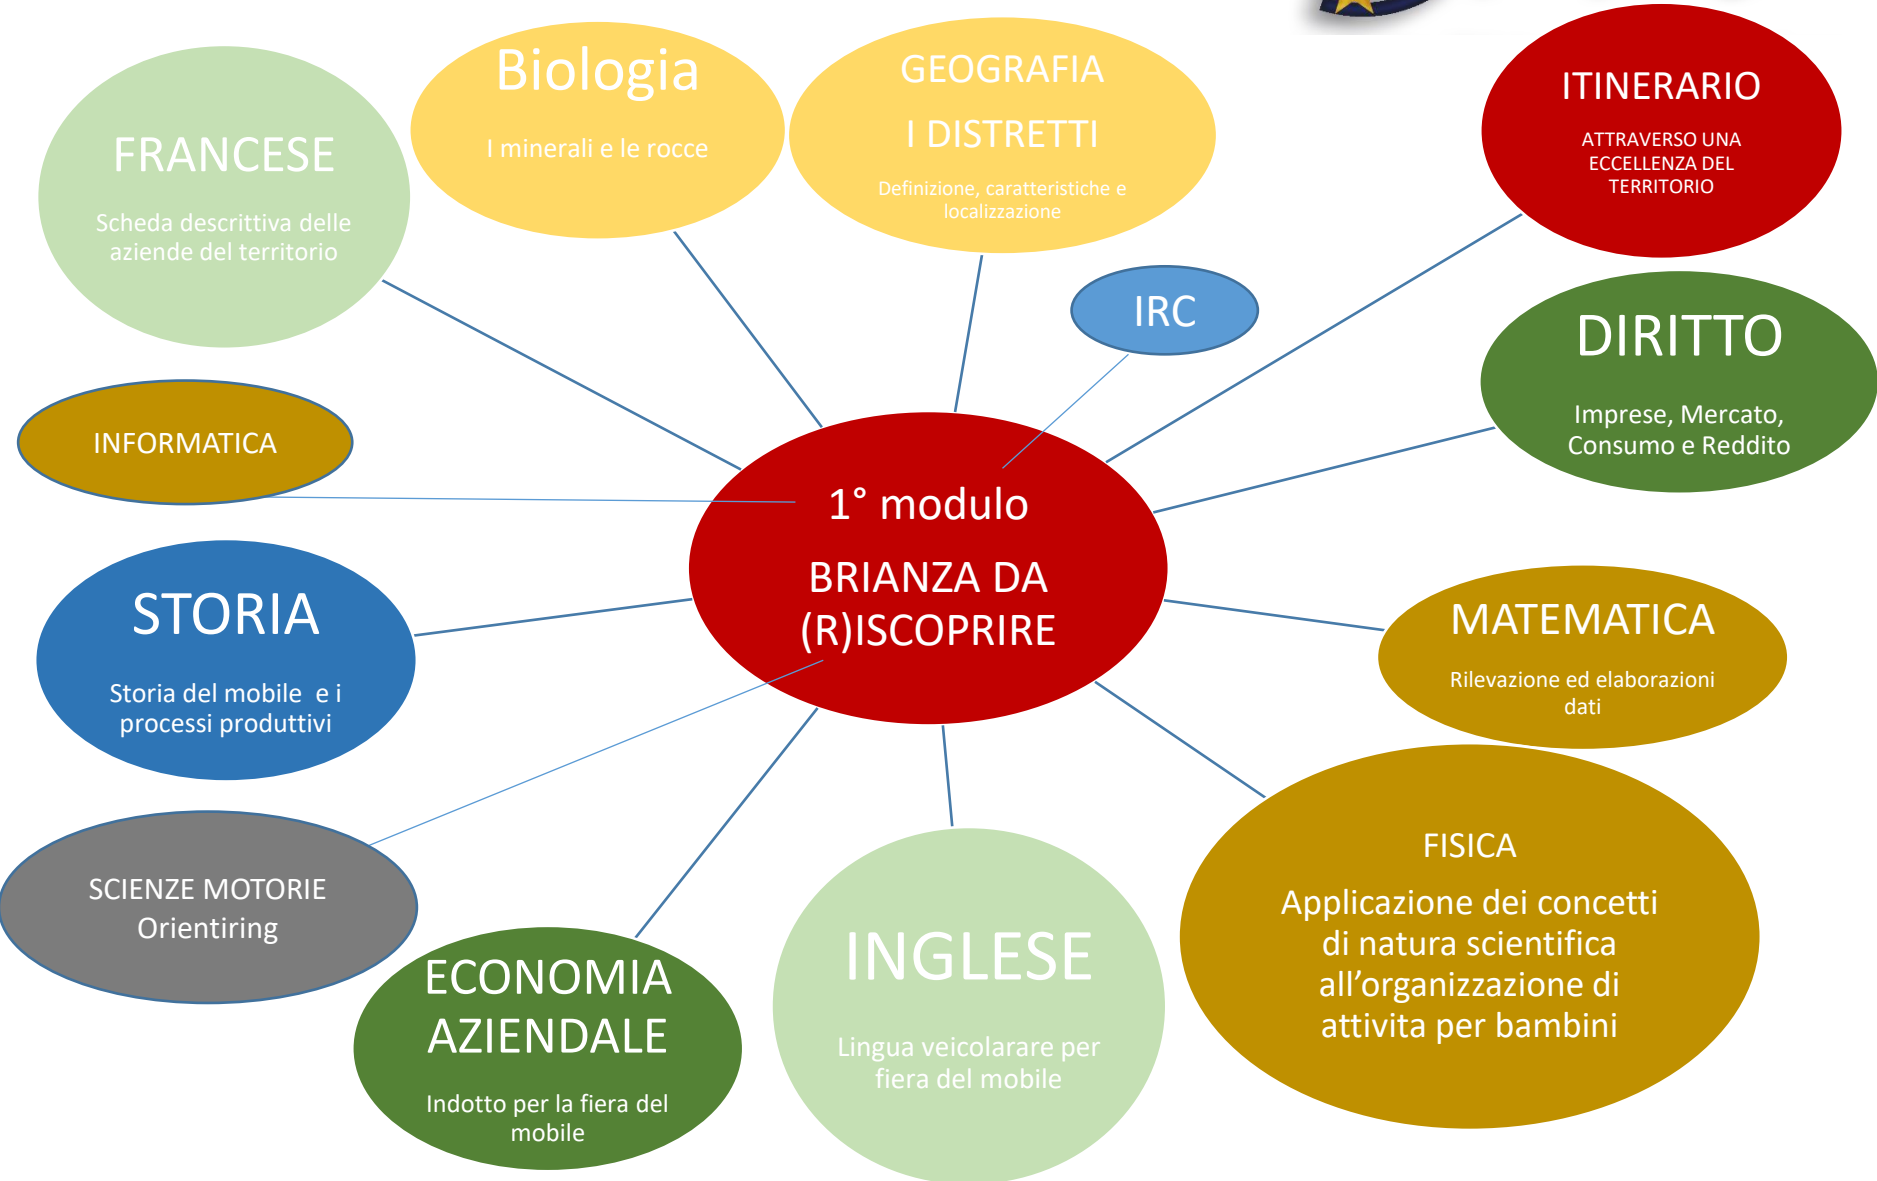 FRANCESE
Scheda descrittiva delle
aziende del territorio
Biologia
I minerali e le rocce
GEOGRAFIA
I DISTRETTI
Definizione, caratteristiche e
localizzazione
ITINERARIO
ATTRAVERSO UNA
ECCELLENZA DEL
TERRITORIO
IRC
DIRITTO
Imprese, Mercato,
Consumo e Reddito
INFORMATICA
1° modulo
BRIANZA DA
(R)ISCOPRIRE
STORIA
Storia del mobile e i
processi produttivi
MATEMATICA
Rilevazione ed elaborazioni
dati
SCIENZE MOTORIE
Orientiring
ECONOMIA
AZIENDALE
Indotto per la fiera del
mobile
INGLESE
Lingua veicolarare per
fiera del mobile
FISICA
Applicazione dei concetti
di natura scientifica
all'organizzazione di
attivita per bambini